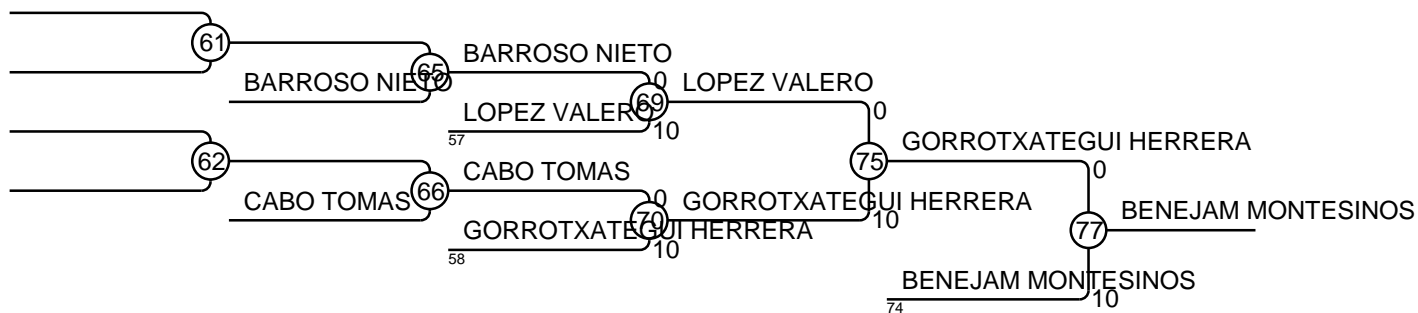 61
BARROSO NIETO
65
BARROSO NIETO
0
69
LOPEZ VALERO
0
LOPEZ VALERO
10
57
GORROTXATEGUI HERRERA
62
75
0
CABO TOMAS
66
CABO TOMAS
0
BENEJAM MONTESINOS
70
GORROTXATEGUI HERRERA
10
77
GORROTXATEGUI HERRERA
10
58
BENEJAM MONTESINOS
10
74